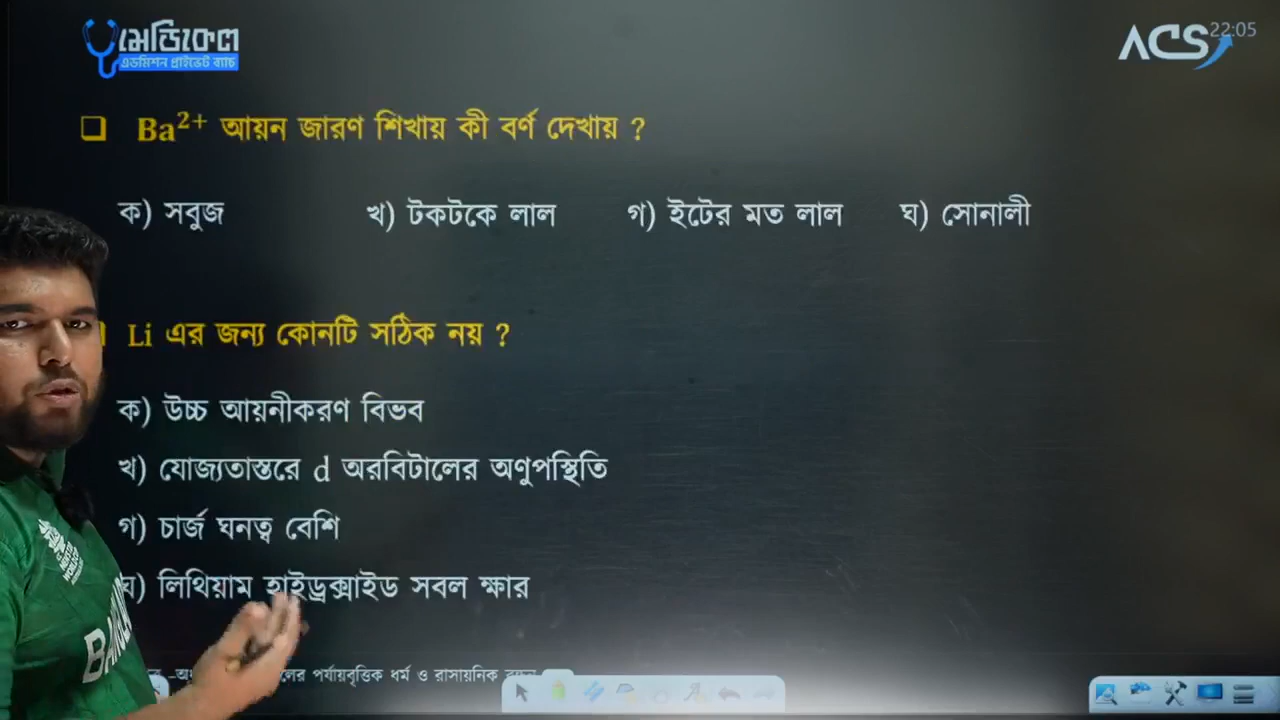 মেডিকেল
এডমিশন প্রাইভেট ব্যাচ
ACS
22:05
Ba²⁺ আয়ন জারণ শিখায় কী বর্ণ দেখায় ?
ক) সবুজ খ) টকটকে লাল গ) ইটের মত লাল ঘ) সোনালী
Li এর জন্য কোনটি সঠিক নয় ?
ক) উচ্চ আয়নীকরণ বিভব
খ) যোজ্যতাস্তরে d অরবিটালের অণুপস্থিতি
গ) চার্জ ঘনত্ব বেশি
ঘ) লিথিয়াম হাইড্রক্সাইড সবল ক্ষার
পর্যায়বৃত্তিক ধর্ম ও রাসায়নিক